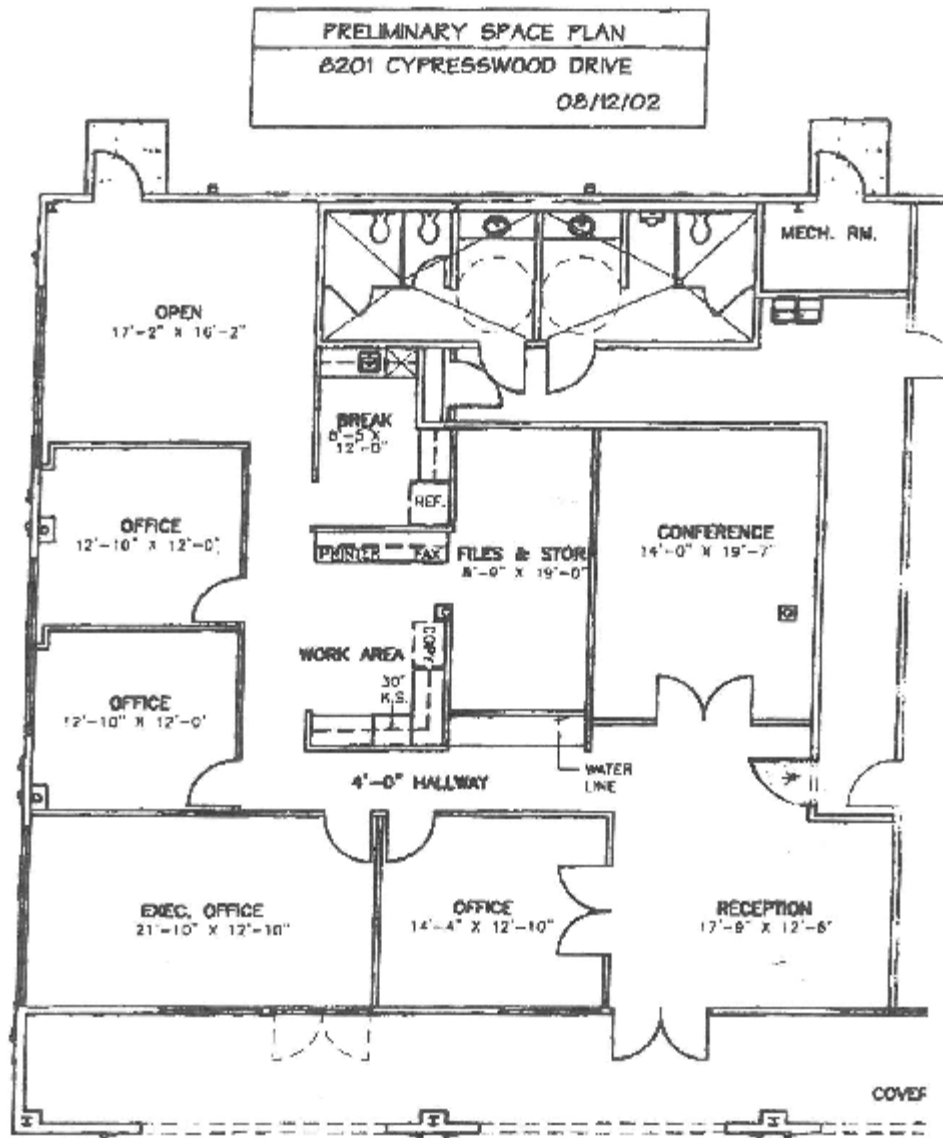 PRELIMINARY SPACE PLAN
8201 CYPRESSWOOD DRIVE
08/12/02
MECH. RM.
OPEN
17'-2" X 16'-2"
BREAK
8'-5 X
12'-0"
REF.
OFFICE
12'-10" X 12'-0"
PRINTER FAX
FILES & STOR
8'-9" X 19'-0"
CONFERENCE
14'-0" X 19'-7"
WORK AREA
COPY
30"
K.S.
OFFICE
12'-10" X 12'-0'
4'-0" HALLWAY
WATER
LINE
EXEC. OFFICE
21'-10" X 12'-10"
OFFICE
14'-4" X 12'-10"
RECEPTION
17'-9" X 12'-6"
COVER